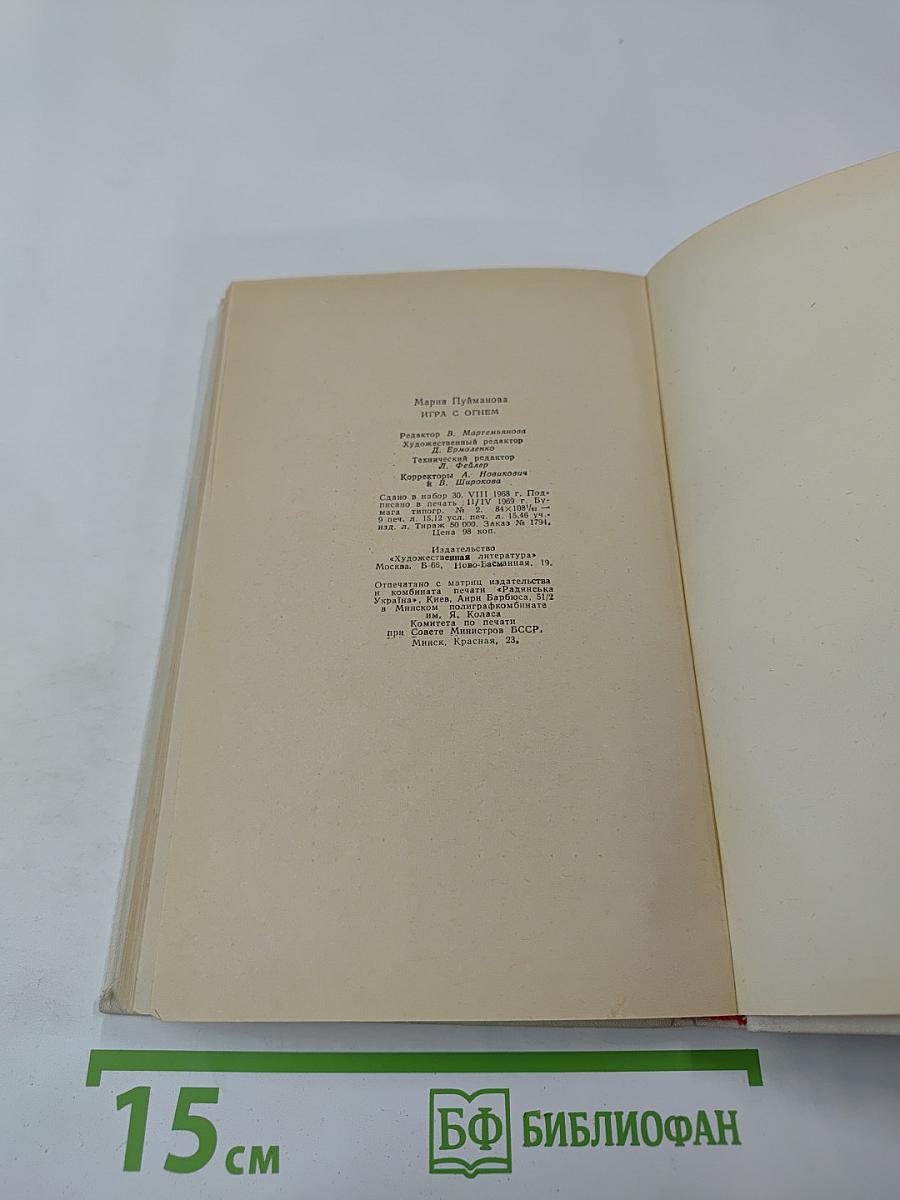 Мария Пуйманова
ИГРА С ОГНЕМ
Редактор В. Мартемьянова
Художественный редактор
Д. Ермоленко
Технический редактор
Л. Фейлер
Корректоры А. Новикович
и В. Широкова
Сдано в набор 30. VIII 1968 г. Под-
писано в печать 11/IV 1969 г. Бу-
мага типогр. № 2. 84×108¹/₃₂ —
9 печ. л. 15,12 усл. печ. л. 15,46 уч.-
изд. л. Тираж 50 000. Заказ № 1794.
Цена 98 коп.
Издательство
«Художественная литература»
Москва, Б-66, Ново-Басманная, 19.
Отпечатано с матриц издательства
и комбината печати «Радянська
Україна», Киев, Анри Барбюса, 51/2
в Минском полиграфкомбинате
им. Я. Коласа
Комитета по печати
при Совете Министров БССР.
Минск, Красная, 23.
15 см
БФ БИБЛИОФАН